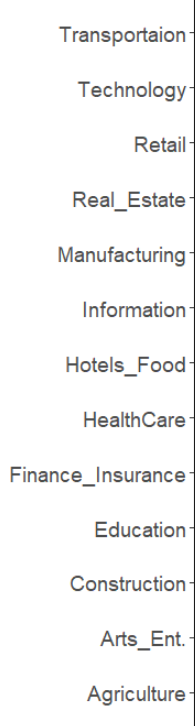 Transportaion
Technology
Retail
Real_Estate
Manufacturing
Information
Hotels_Food
HealthCare
Finance_Insurance
Education
Construction
Arts_Ent.
Agriculture